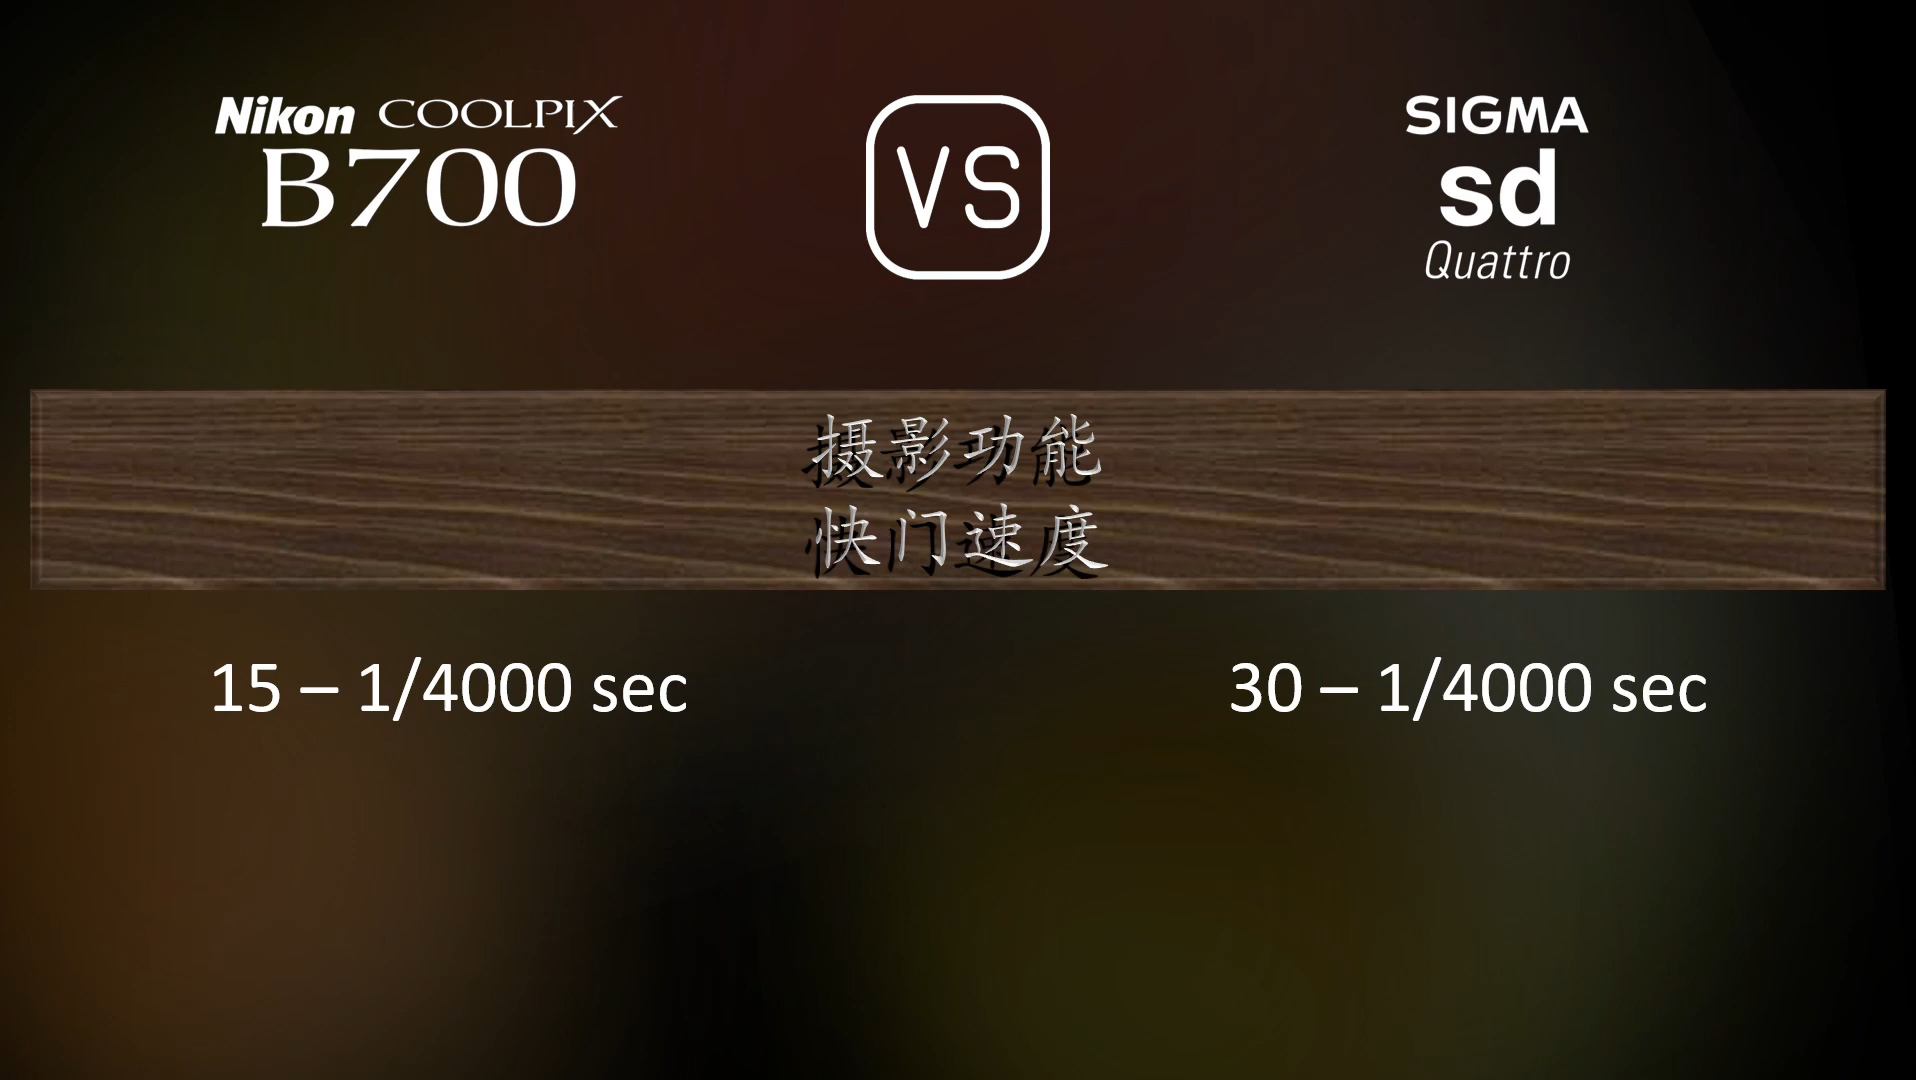 Nikon COOLPIX
B700
VS
SIGMA
sd
Quattro
摄影功能
快门速度
15 – 1/4000 sec
30 – 1/4000 sec